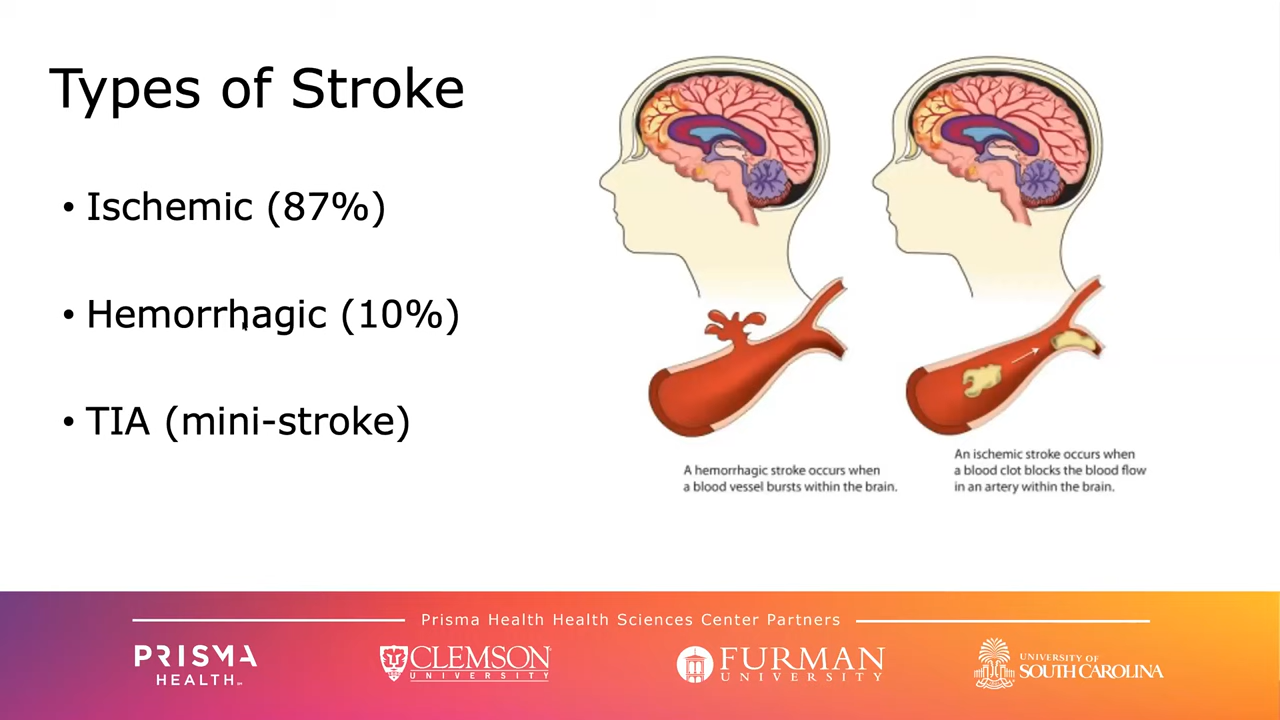 Types of Stroke
• Ischemic (87%)
• Hemorrhagic (10%)
• TIA (mini-stroke)
A hemorrhagic stroke occurs when
a blood vessel bursts within the brain.
An ischemic stroke occurs when
a blood clot blocks the blood flow
in an artery within the brain.
Prisma Health Health Sciences Center Partners
PRISMA
HEALTH
CLEMSON
UNIVERSITY
FURMAN
UNIVERSITY
UNIVERSITY OF
SOUTH CAROLINA